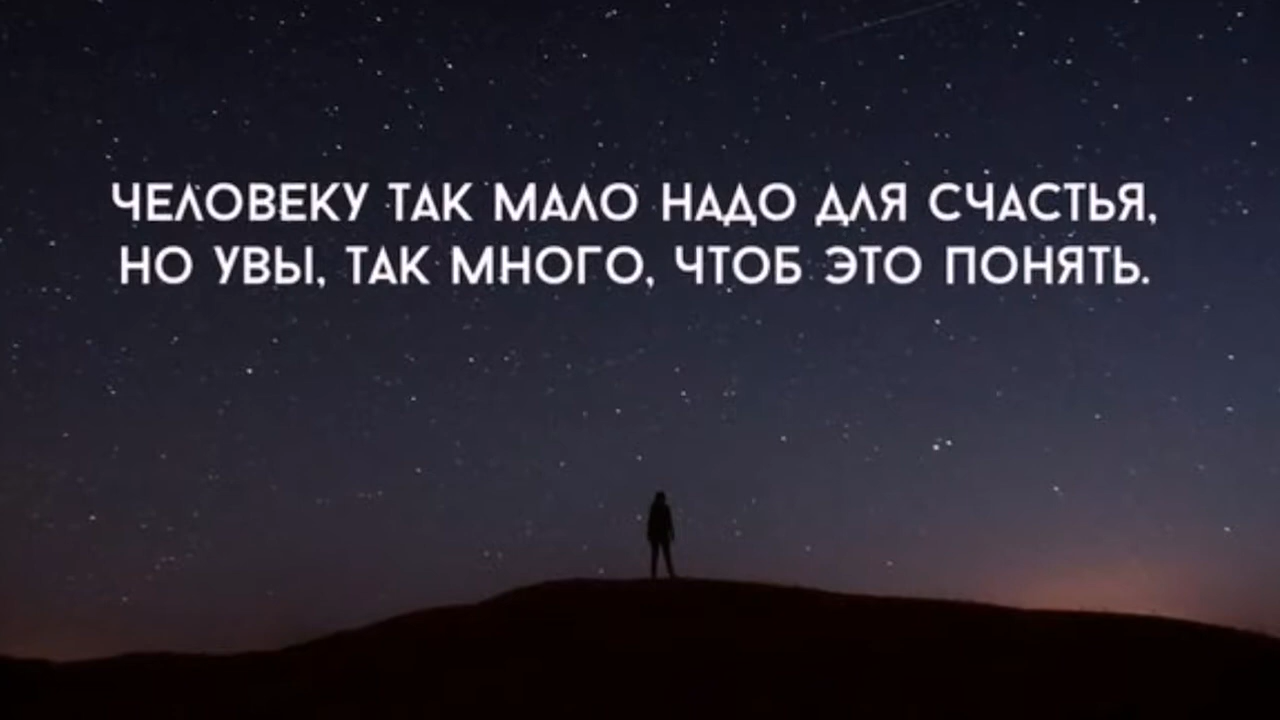 ЧЕЛОВЕКУ ТАК МАЛО НАДО ДЛЯ СЧАСТЬЯ,
НО УВЫ, ТАК МНОГО, ЧТОБ ЭТО ПОНЯТЬ.